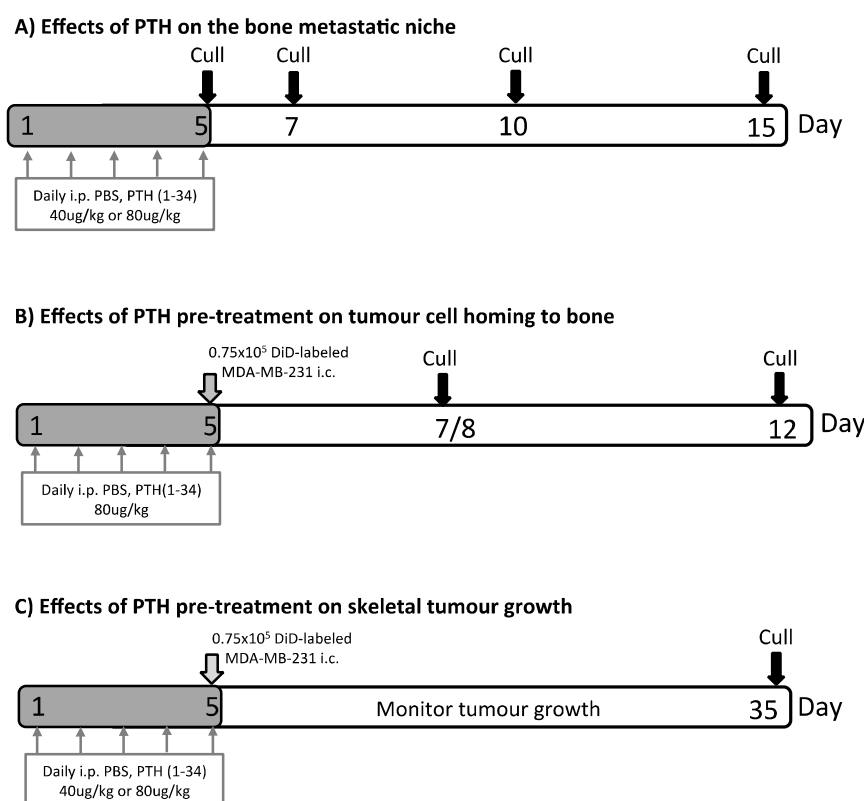 A) Effects of PTH on the bone metastatic niche
Cull Cull Cull Cull
1 5 7 10 15 Day
Daily i.p. PBS, PTH (1-34)
40ug/kg or 80ug/kg
B) Effects of PTH pre-treatment on tumour cell homing to bone
0.75x10⁵ DiD-labeled
MDA-MB-231 i.c.
Cull Cull
1 5 7/8 12 Day
Daily i.p. PBS, PTH(1-34)
80ug/kg
C) Effects of PTH pre-treatment on skeletal tumour growth
0.75x10⁵ DiD-labeled
MDA-MB-231 i.c.
Cull
1 5 Monitor tumour growth 35 Day
Daily i.p. PBS, PTH (1-34)
40ug/kg or 80ug/kg